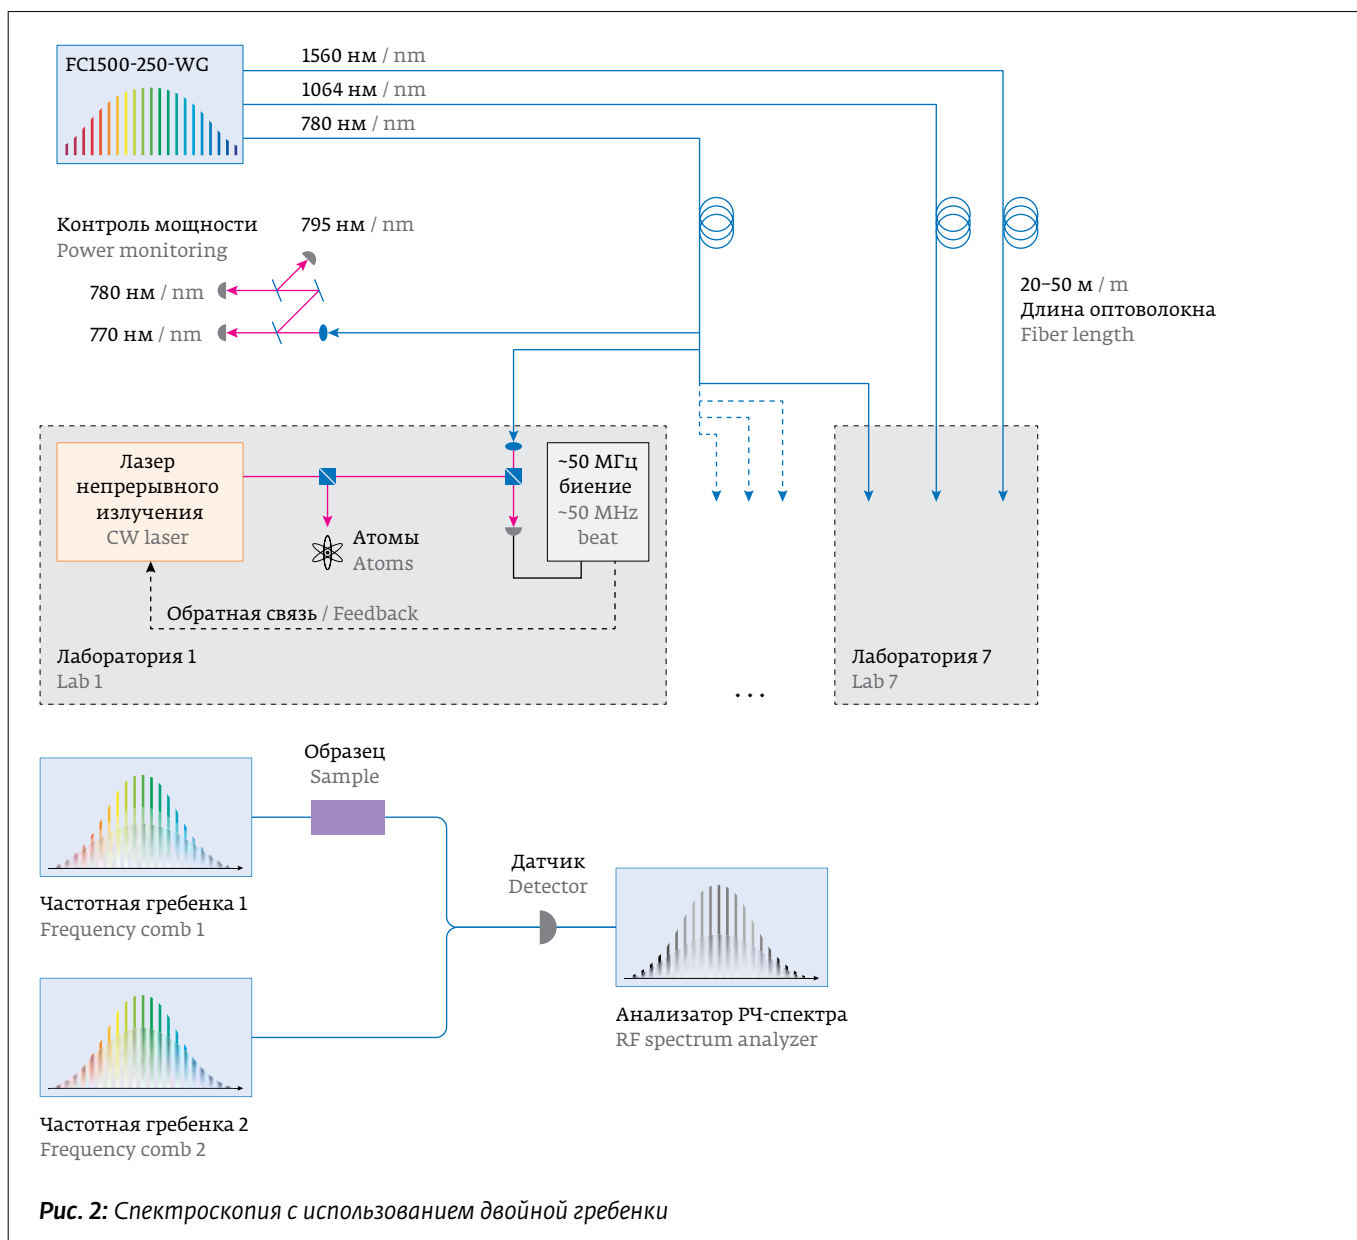 FC1500-250-WG
1560 нм / nm
1064 нм / nm
780 нм / nm
Контроль мощности
Power monitoring
795 нм / nm
780 нм / nm
770 нм / nm
20–50 м / m
Длина оптоволокна
Fiber length
Лазер
непрерывного
излучения
CW laser
Атомы
Atoms
~50 МГц
биение
~50 MHz
beat
Обратная связь / Feedback
Лаборатория 1
Lab 1
...
Лаборатория 7
Lab 7
Образец
Sample
Частотная гребенка 1
Frequency comb 1
Датчик
Detector
Анализатор РЧ-спектра
RF spectrum analyzer
Частотная гребенка 2
Frequency comb 2
Рис. 2: Спектроскопия с использованием двойной гребенки